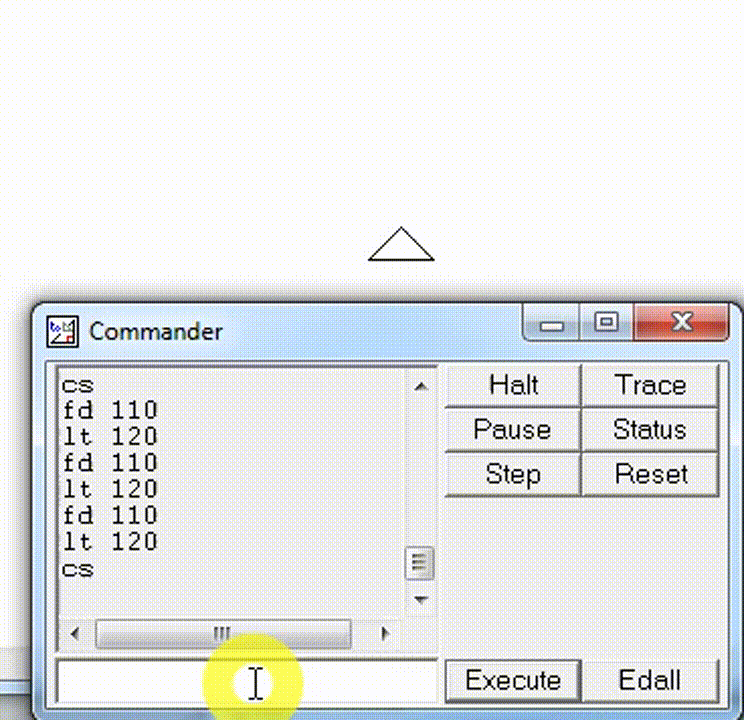 Commander
cs
fd 110
lt 120
fd 110
lt 120
fd 110
lt 120
cs
Halt
Trace
Pause
Status
Step
Reset
Execute
Edall